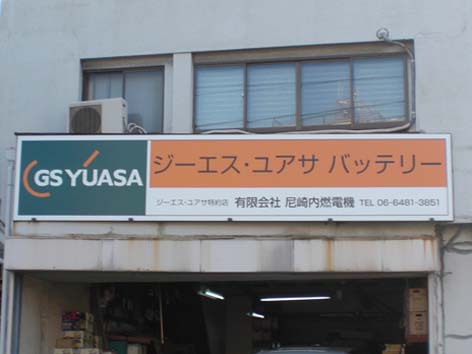 GS YUASA
ジーエス・ユアサ バッテリー
ジーエス・ユアサ特約店 有限会社 尼崎内燃電機 TEL 06-6481-3851